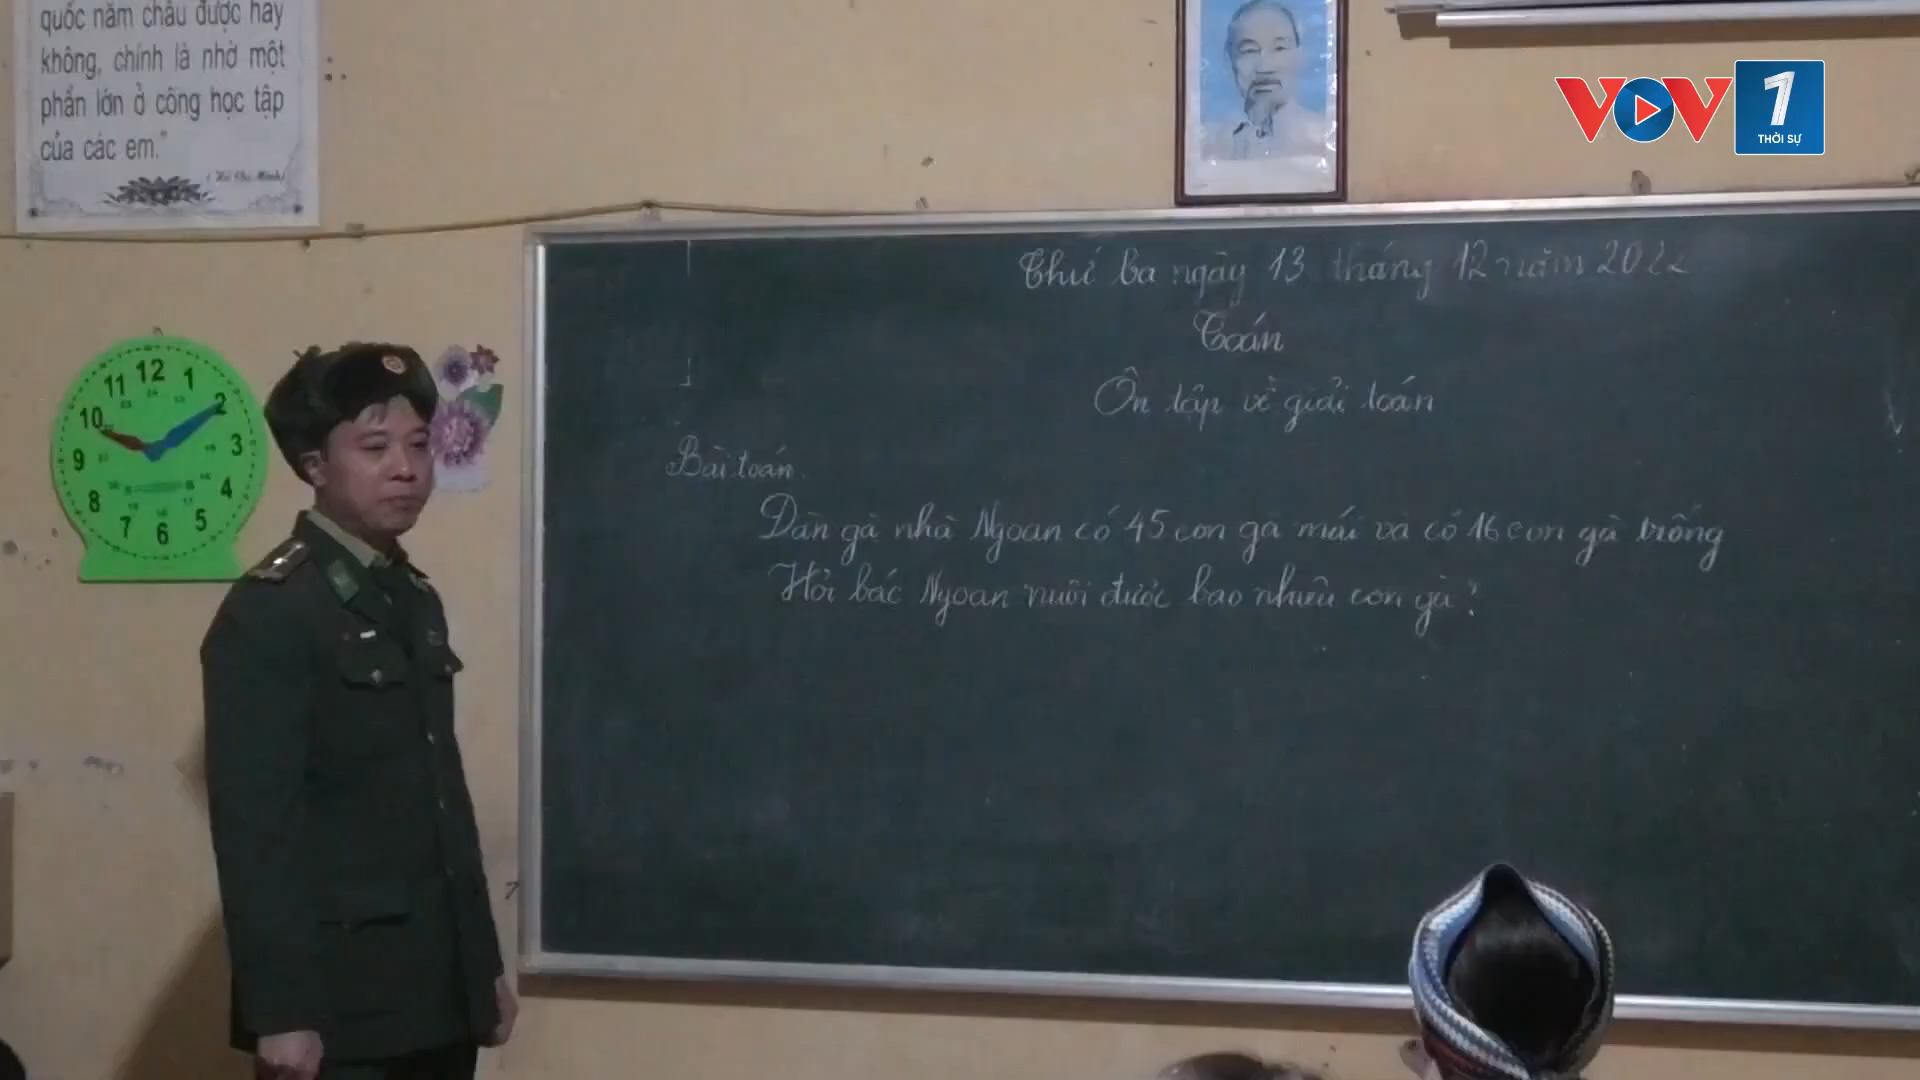 quốc năm châu được hay
không, chính là nhờ một
phần lớn ở công học tập
của các em."
( Hồ Chí Minh)
VOV 1
THỜI SỰ
Thứ ba ngày 13 tháng 12 năm 2022
Toán
Ôn tập về giải toán
Bài toán.
Đàn gà nhà Ngoan có 45 con gà mái và có 16 con gà trống
Hỏi bác Ngoan nuôi được bao nhiêu con gà ?
12
11
1
10
2
9
3
8
4
7
5
6